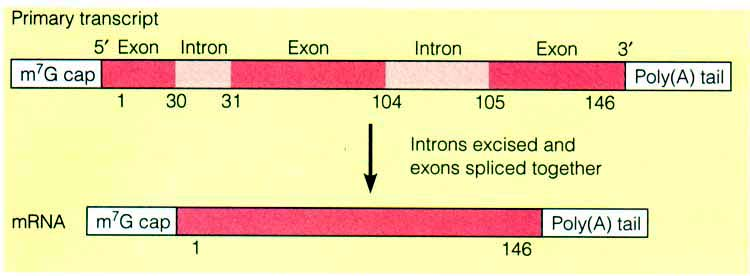 Primary transcript
5′ Exon Intron Exon Intron Exon 3′
m⁷G cap Poly(A) tail
1 30 31 104 105 146
Introns excised and
exons spliced together
mRNA m⁷G cap Poly(A) tail
1 146